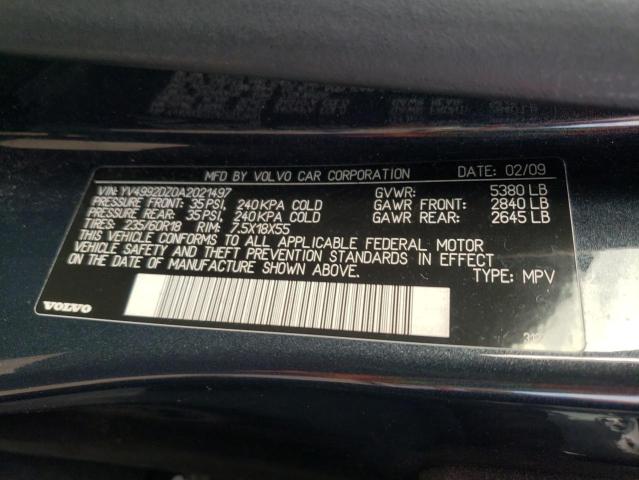 MFD BY VOLVO CAR CORPORATION DATE: 02/09
VIN: YV4992DZ0A2021497 GVWR: 5380 LB
PRESSURE FRONT: 35 PSI, 240 KPA COLD GAWR FRONT: 2840 LB
PRESSURE REAR: 35 PSI, 240 KPA COLD GAWR REAR: 2645 LB
TIRES: 235/60R18 RIM: 7.5X18X55
THIS VEHICLE CONFORMS TO ALL APPLICABLE FEDERAL MOTOR
VEHICLE SAFETY AND THEFT PREVENTION STANDARDS IN EFFECT
ON THE DATE OF MANUFACTURE SHOWN ABOVE.
TYPE: MPV
VOLVO